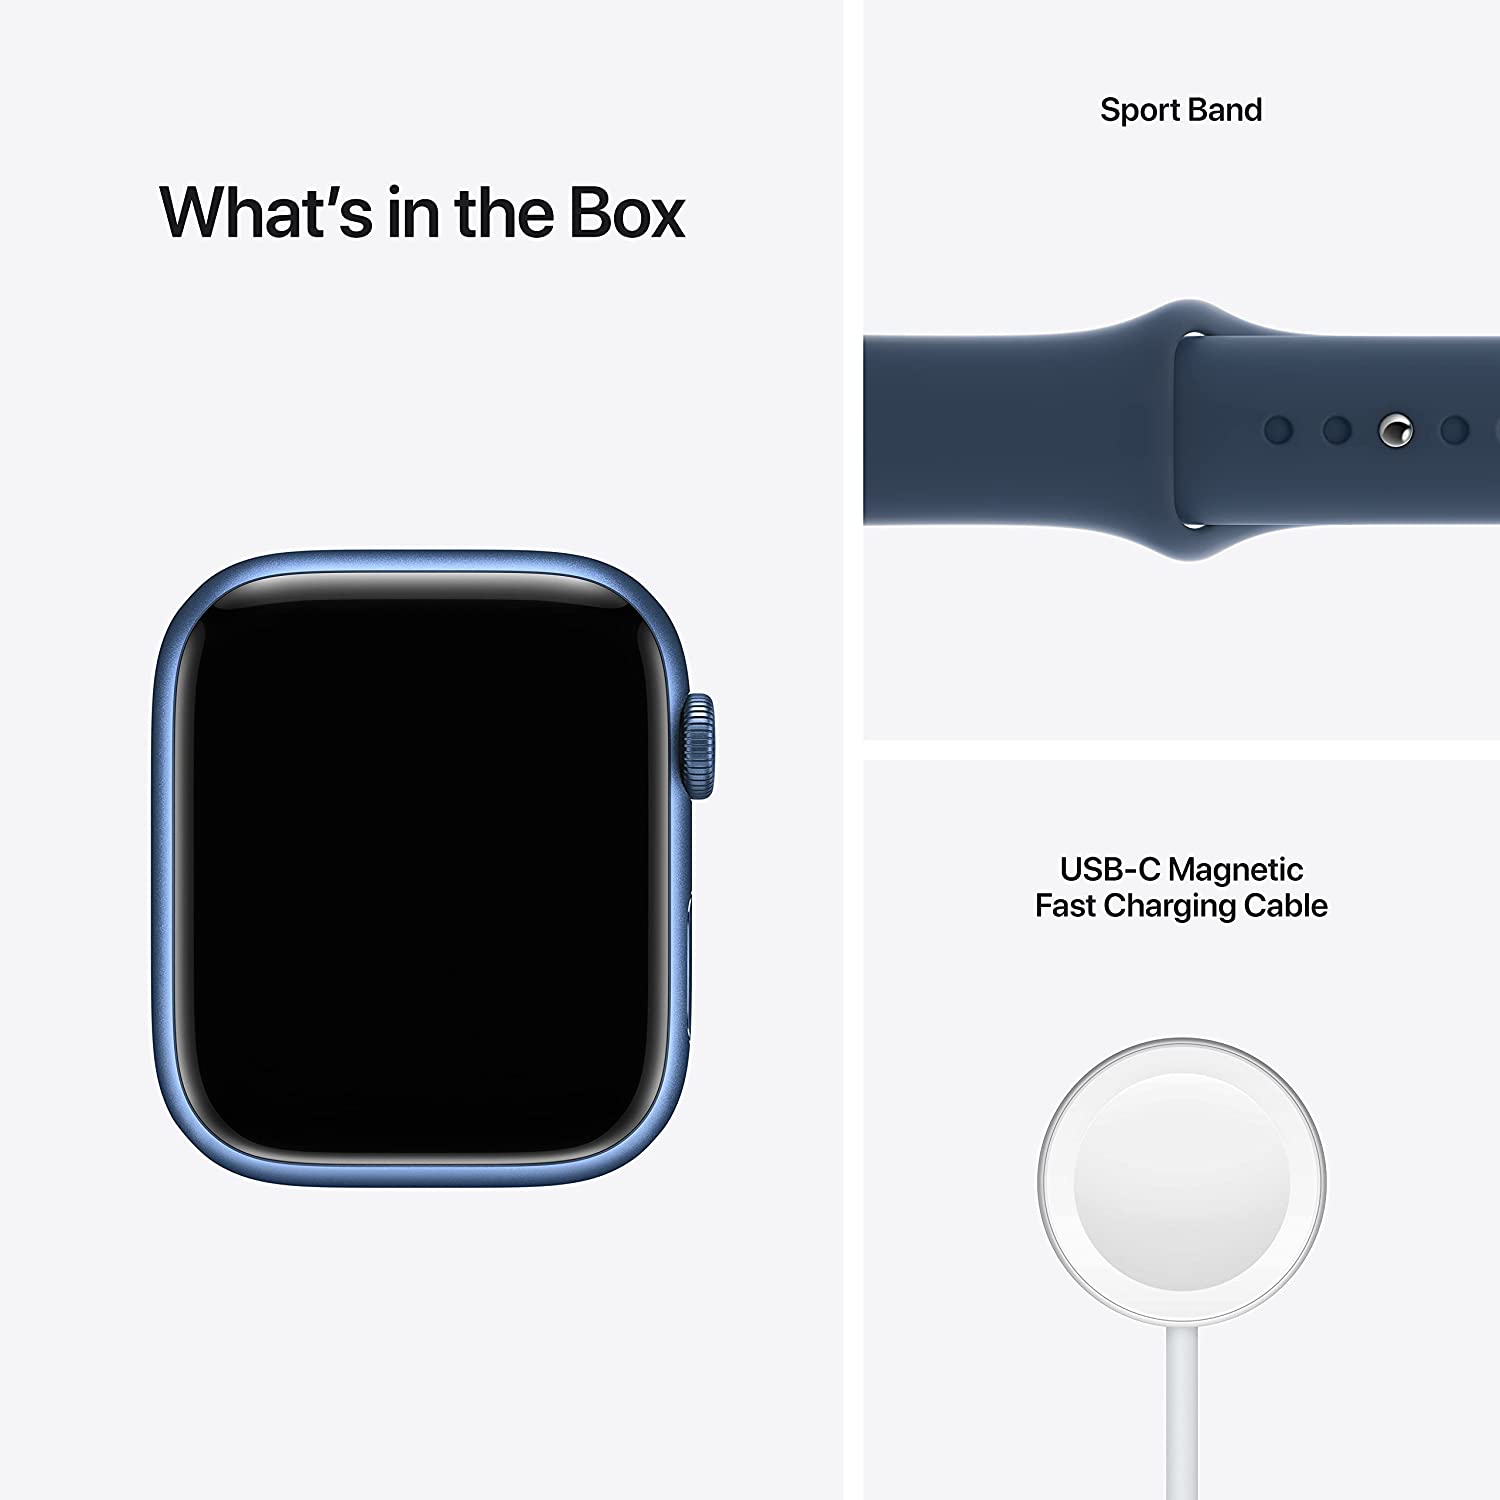 What’s in the Box
Sport Band
USB-C Magnetic
Fast Charging Cable